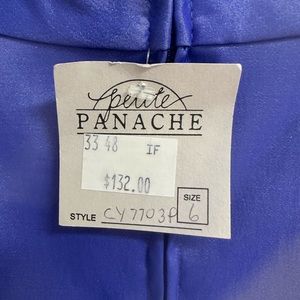 petite
PANACHE
33 48 IF
$132.00
SIZE
STYLE CY7703P 6